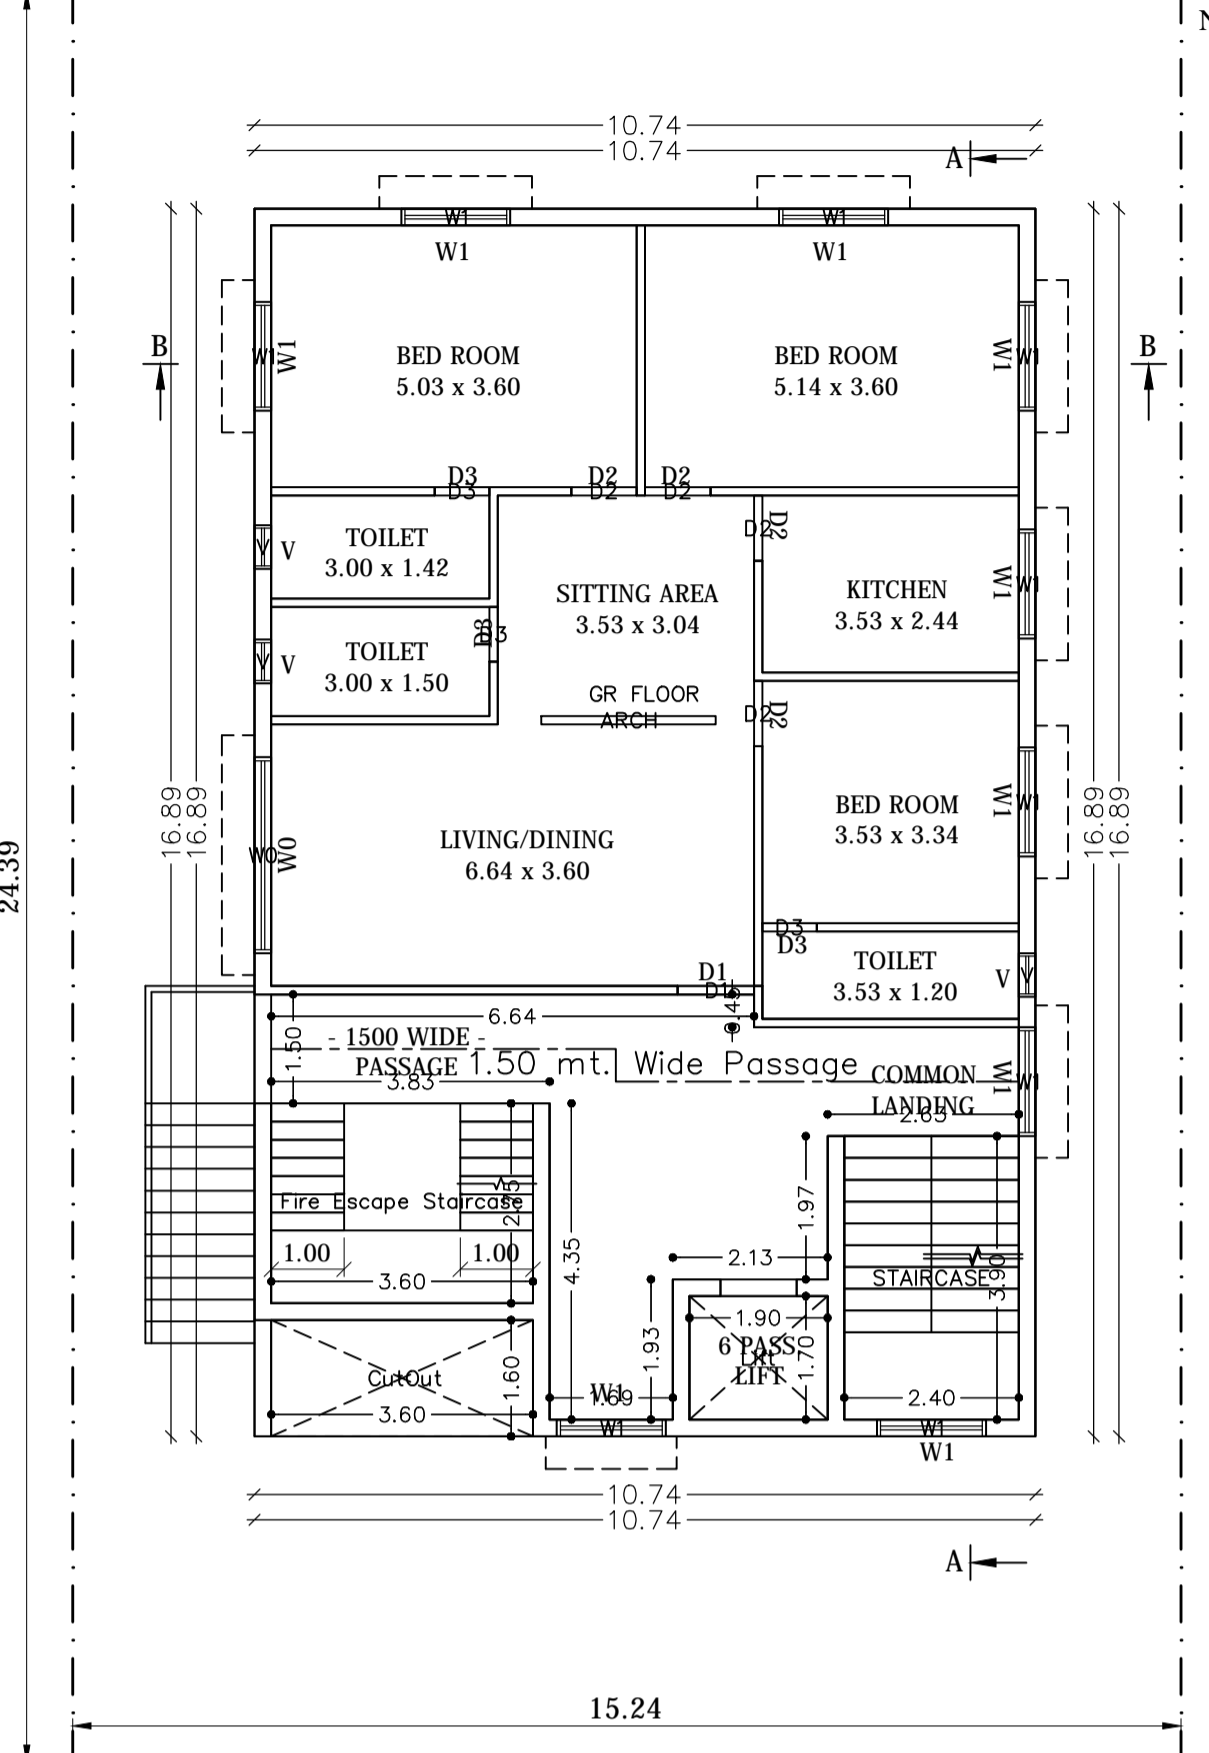 N
10.74
10.74
A
W1
W1
W1
W1
B
B
W1
W1
BED ROOM
5.03 x 3.60
BED ROOM
5.14 x 3.60
W1
W1
D3
D3
D2
D2
D2
D2
TOILET
3.00 x 1.42
V
V
D2
D2
SITTING AREA
3.53 x 3.04
KITCHEN
3.53 x 2.44
W1
W1
D3
D3
TOILET
3.00 x 1.50
V
V
GR FLOOR
ARCH
D2
D2
24.39
16.89
16.89
16.89
16.89
BED ROOM
3.53 x 3.34
W1
W1
LIVING/DINING
6.64 x 3.60
W0
W0
D3
D3
D1
D1
TOILET
3.53 x 1.20
V
V
6.64
1.50
- 1500 WIDE -
PASSAGE
1.50 mt. Wide Passage
3.83
COMMON
LANDING
W1
W1
2.65
Fire Escape Staircase
1.00
1.00
3.60
4.35
1.97
2.13
STAIRCASE
3.90
1.93
1.90
1.70
6 PASS.
LIFT
Lift
CutOut
1.60
3.60
W1
1.69
W1
2.40
W1
W1
10.74
10.74
A
15.24